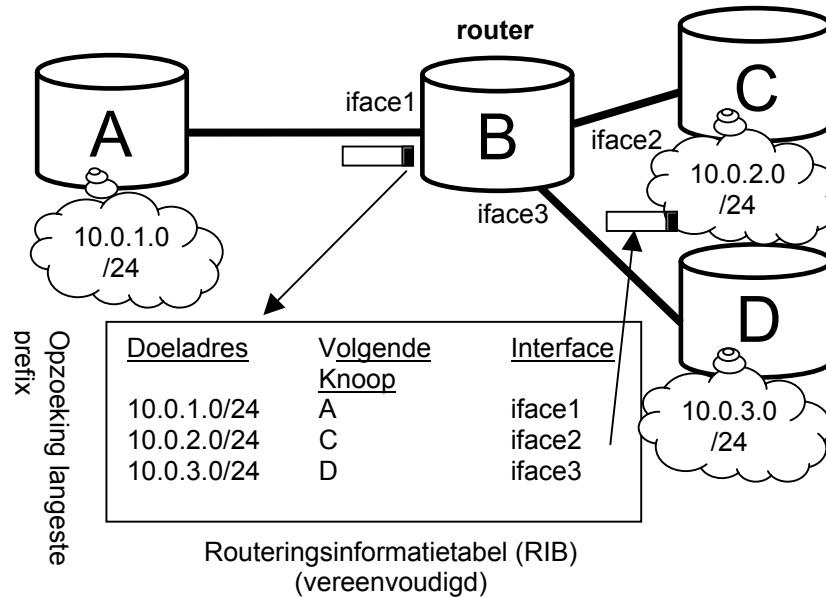 router
A
B
C
D
iface1
iface2
iface3
10.0.1.0
/24
10.0.2.0
/24
10.0.3.0
/24
Opzoeking langeste
prefix
Doeladres Volgende Interface
Knoop
10.0.1.0/24 A iface1
10.0.2.0/24 C iface2
10.0.3.0/24 D iface3
Routeringsinformatietabel (RIB)
(vereenvoudigd)